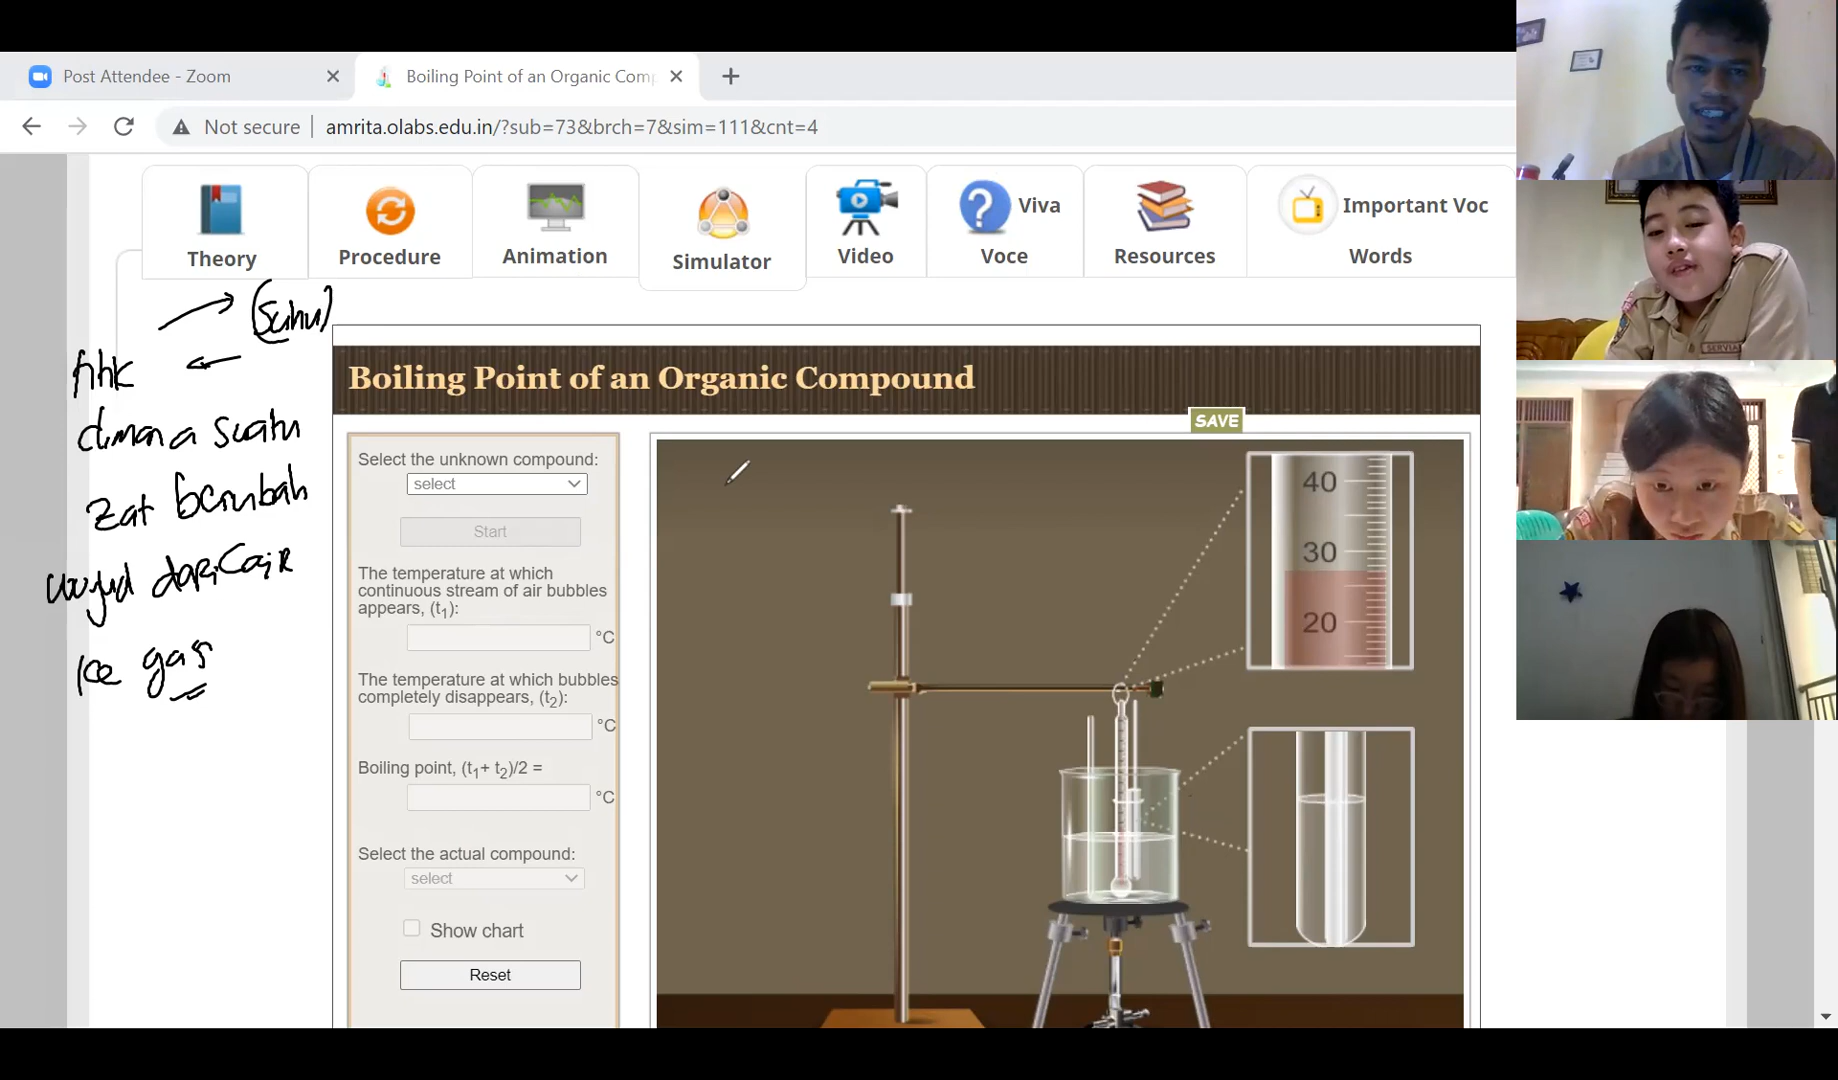 Post Attendee - Zoom
Boiling Point of an Organic Com
Not secure
amrita.olabs.edu.in/?sub=73&brch=7&sim=111&cnt=4
Theory
Procedure
Animation
Simulator
Video
Viva
Voce
Resources
Important Voc
Words
(Suhu)
dimana suatu
zat berubah
wujud dari Cair
ke gas
Boiling Point of an Organic Compound
SAVE
Select the unknown compound:
select
Start
The temperature at which
continuous stream of air bubbles
appears, (t1):
°C
The temperature at which bubbles
completely disappears, (t2):
°C
Boiling point, (t1+ t2)/2 =
°C
Select the actual compound:
select
Show chart
Reset
40
30
20